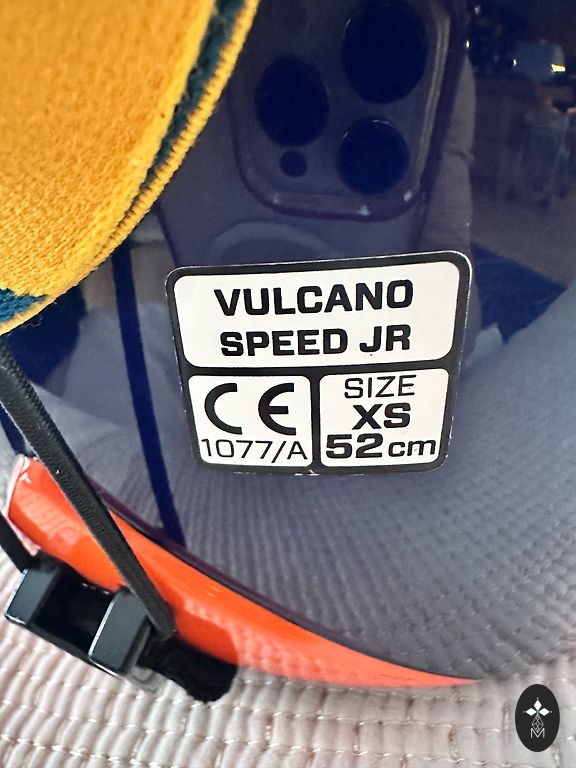 VULCANO
SPEED JR
CE
1077/A
SIZE
XS
52cm
M